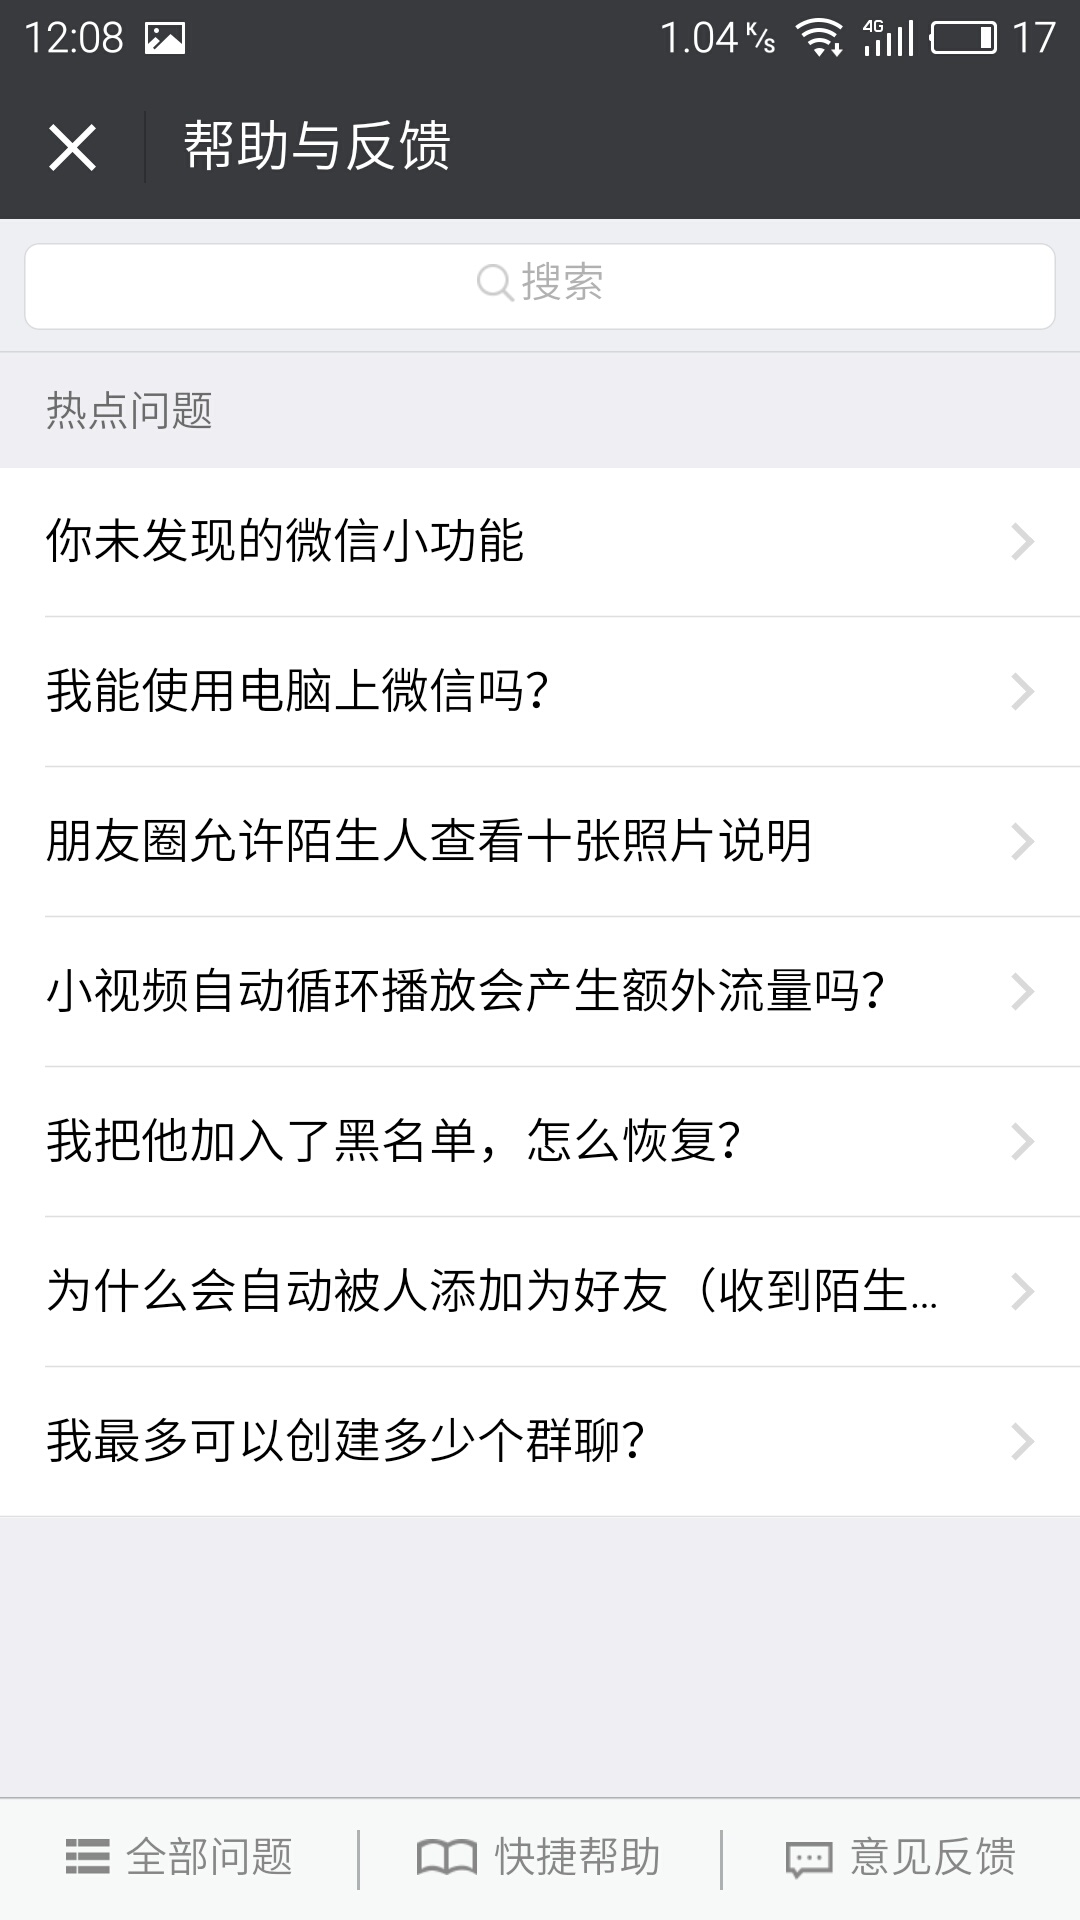 12:08 1.04 K/s 4G 17
帮助与反馈
搜索
热点问题
你未发现的微信小功能
我能使用电脑上微信吗？
朋友圈允许陌生人查看十张照片说明
小视频自动循环播放会产生额外流量吗？
我把他加入了黑名单，怎么恢复？
为什么会自动被人添加为好友（收到陌生...
我最多可以创建多少个群聊？
全部问题 快捷帮助 意见反馈